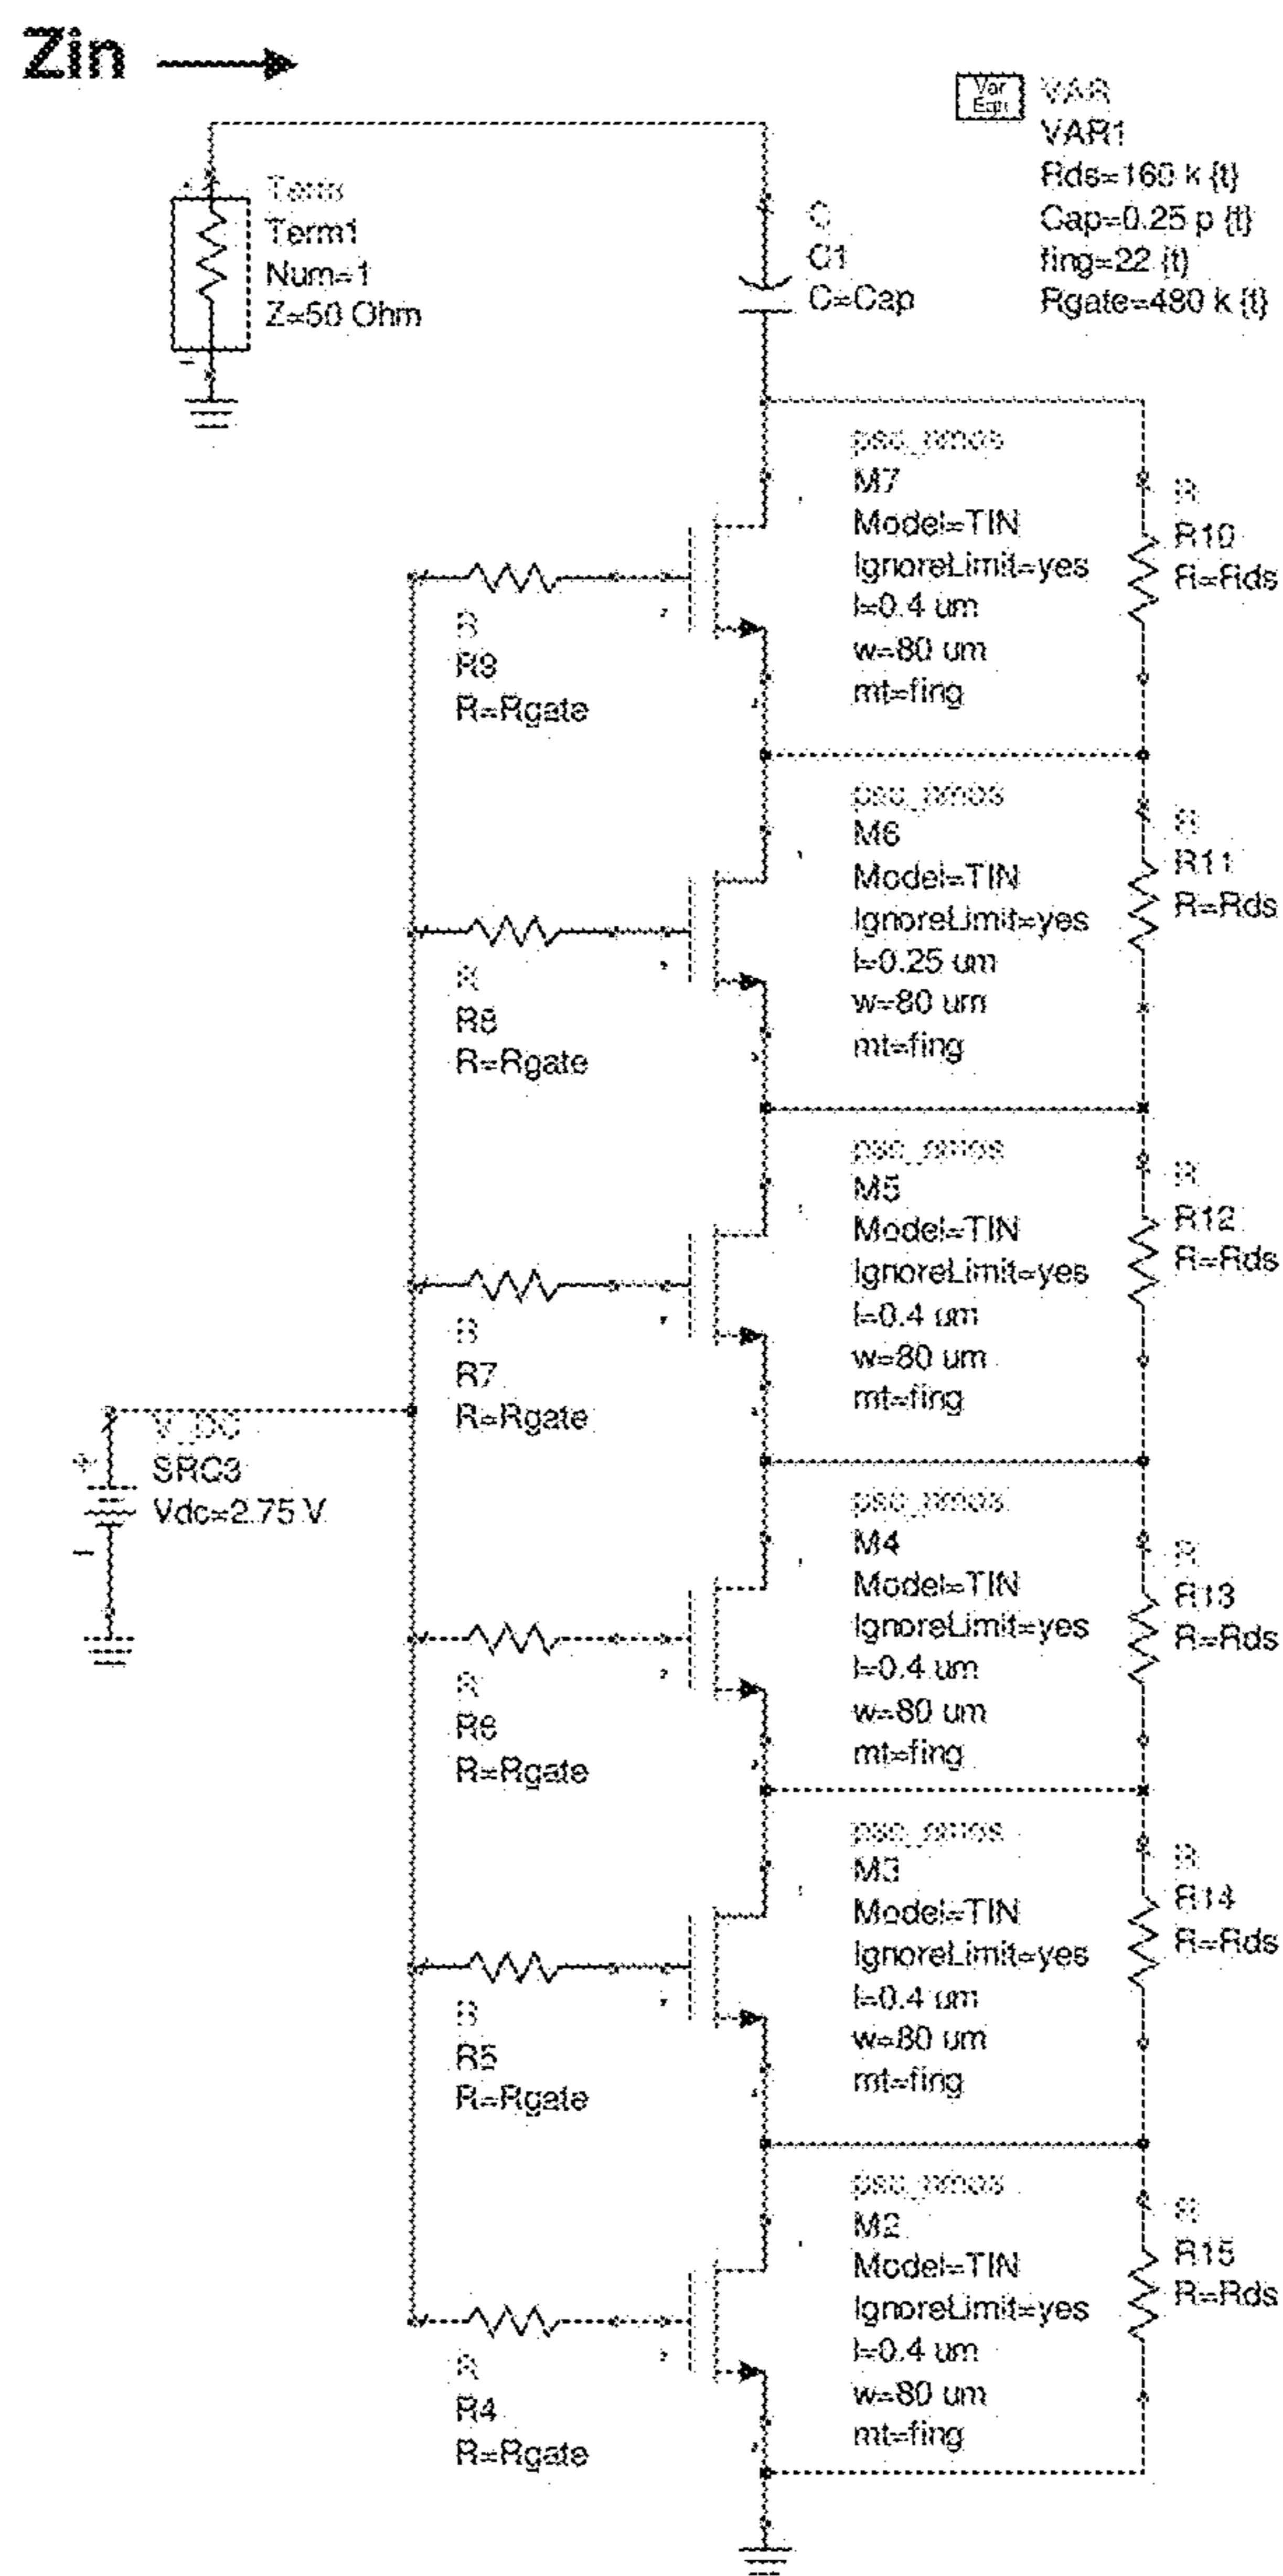 Zin
Var
Eqn
VAR
VAR1
Rds=160 k {t}
Cap=0.25 p {t}
fing=22 {t}
Rgate=480 k {t}
Term
Term1
Num=1
Z=50 Ohm
C
C1
C=Cap
M7
Model=TIN
IgnoreLimit=yes
l=0.4 um
w=80 um
mt=fing
R
R10
R=Rds
R
R9
R=Rgate
M6
Model=TIN
IgnoreLimit=yes
l=0.25 um
w=80 um
mt=fing
R
R11
R=Rds
R
R8
R=Rgate
M5
Model=TIN
IgnoreLimit=yes
l=0.4 um
w=80 um
mt=fing
R
R12
R=Rds
R
R7
R=Rgate
+
V_DC
SRC3
Vdc=2.75 V
M4
Model=TIN
IgnoreLimit=yes
l=0.4 um
w=80 um
mt=fing
R
R13
R=Rds
R
R6
R=Rgate
M3
Model=TIN
IgnoreLimit=yes
l=0.4 um
w=80 um
mt=fing
R
R14
R=Rds
R
R5
R=Rgate
M2
Model=TIN
IgnoreLimit=yes
l=0.4 um
w=80 um
mt=fing
R
R15
R=Rds
R
R4
R=Rgate